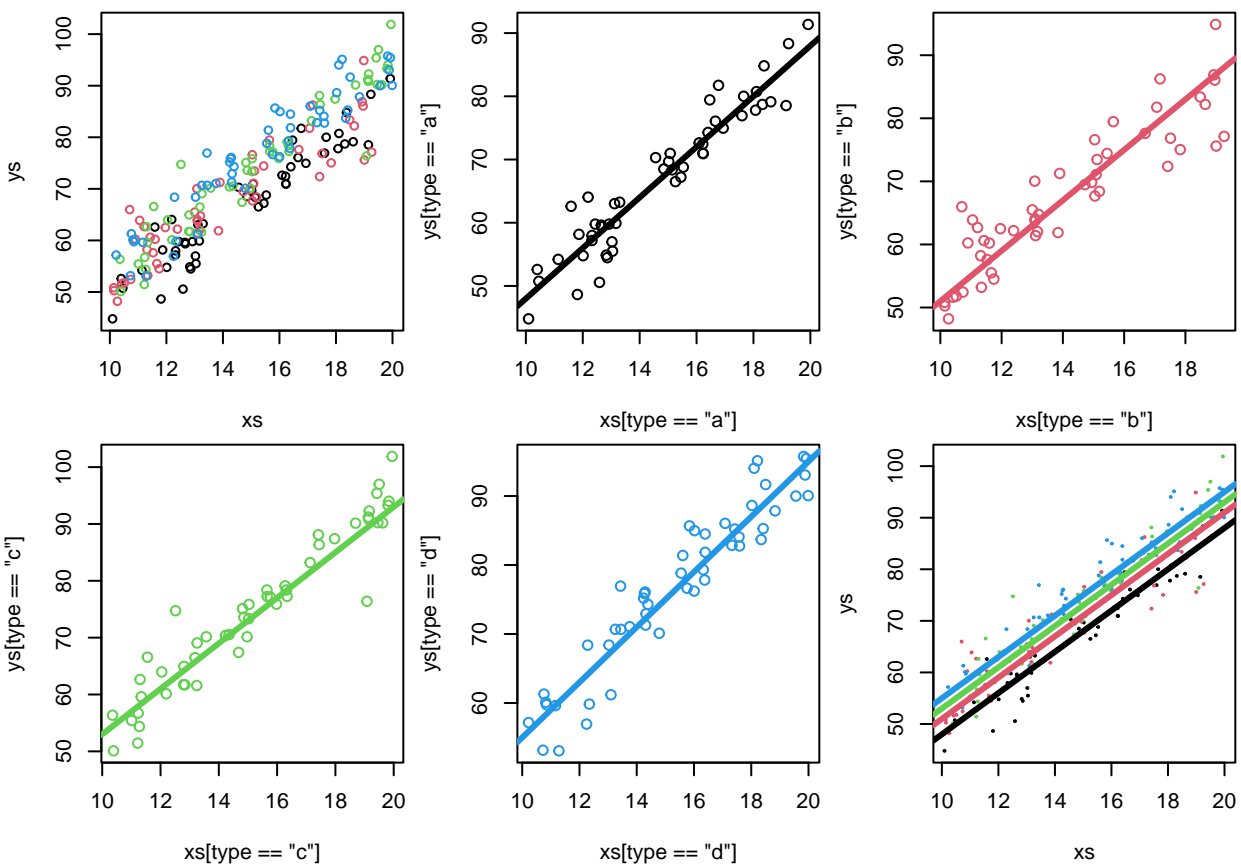 50 60 70 80 90 100
ys
10 12 14 16 18 20
xs
50 60 70 80 90
ys[type == "a"]
10 12 14 16 18 20
xs[type == "a"]
50 60 70 80 90
ys[type == "b"]
10 12 14 16 18
xs[type == "b"]
50 60 70 80 90 100
ys[type == "c"]
10 12 14 16 18 20
xs[type == "c"]
60 70 80 90
ys[type == "d"]
10 12 14 16 18 20
xs[type == "d"]
50 60 70 80 90 100
ys
10 12 14 16 18 20
xs